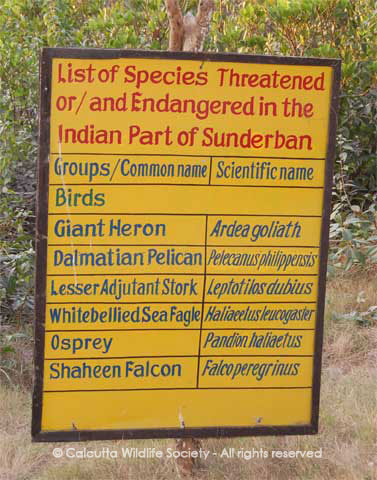 List of Species Threatened
or/and Endangered in the
Indian Part of Sunderban
Groups/Common name Scientific name
Birds
Giant Heron Ardea goliath
Dalmatian Pelican Pelecanus philippensis
Lesser Adjutant Stork Leptotilos dubius
Whitebellied Sea Eagle Haliaeelus leucogaster
Osprey Pandion haliaetus
Shaheen Falcon Falco peregrinus
© Calcutta Wildlife Society - All rights reserved